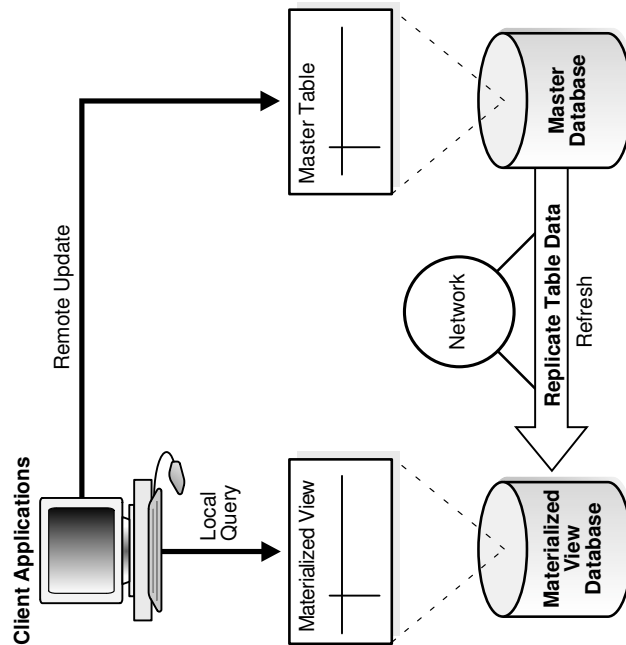 Client Applications
Remote Update
Local
Query
Materialized View
Master Table
Network
Replicate Table Data
Refresh
Materialized
View
Database
Master
Database